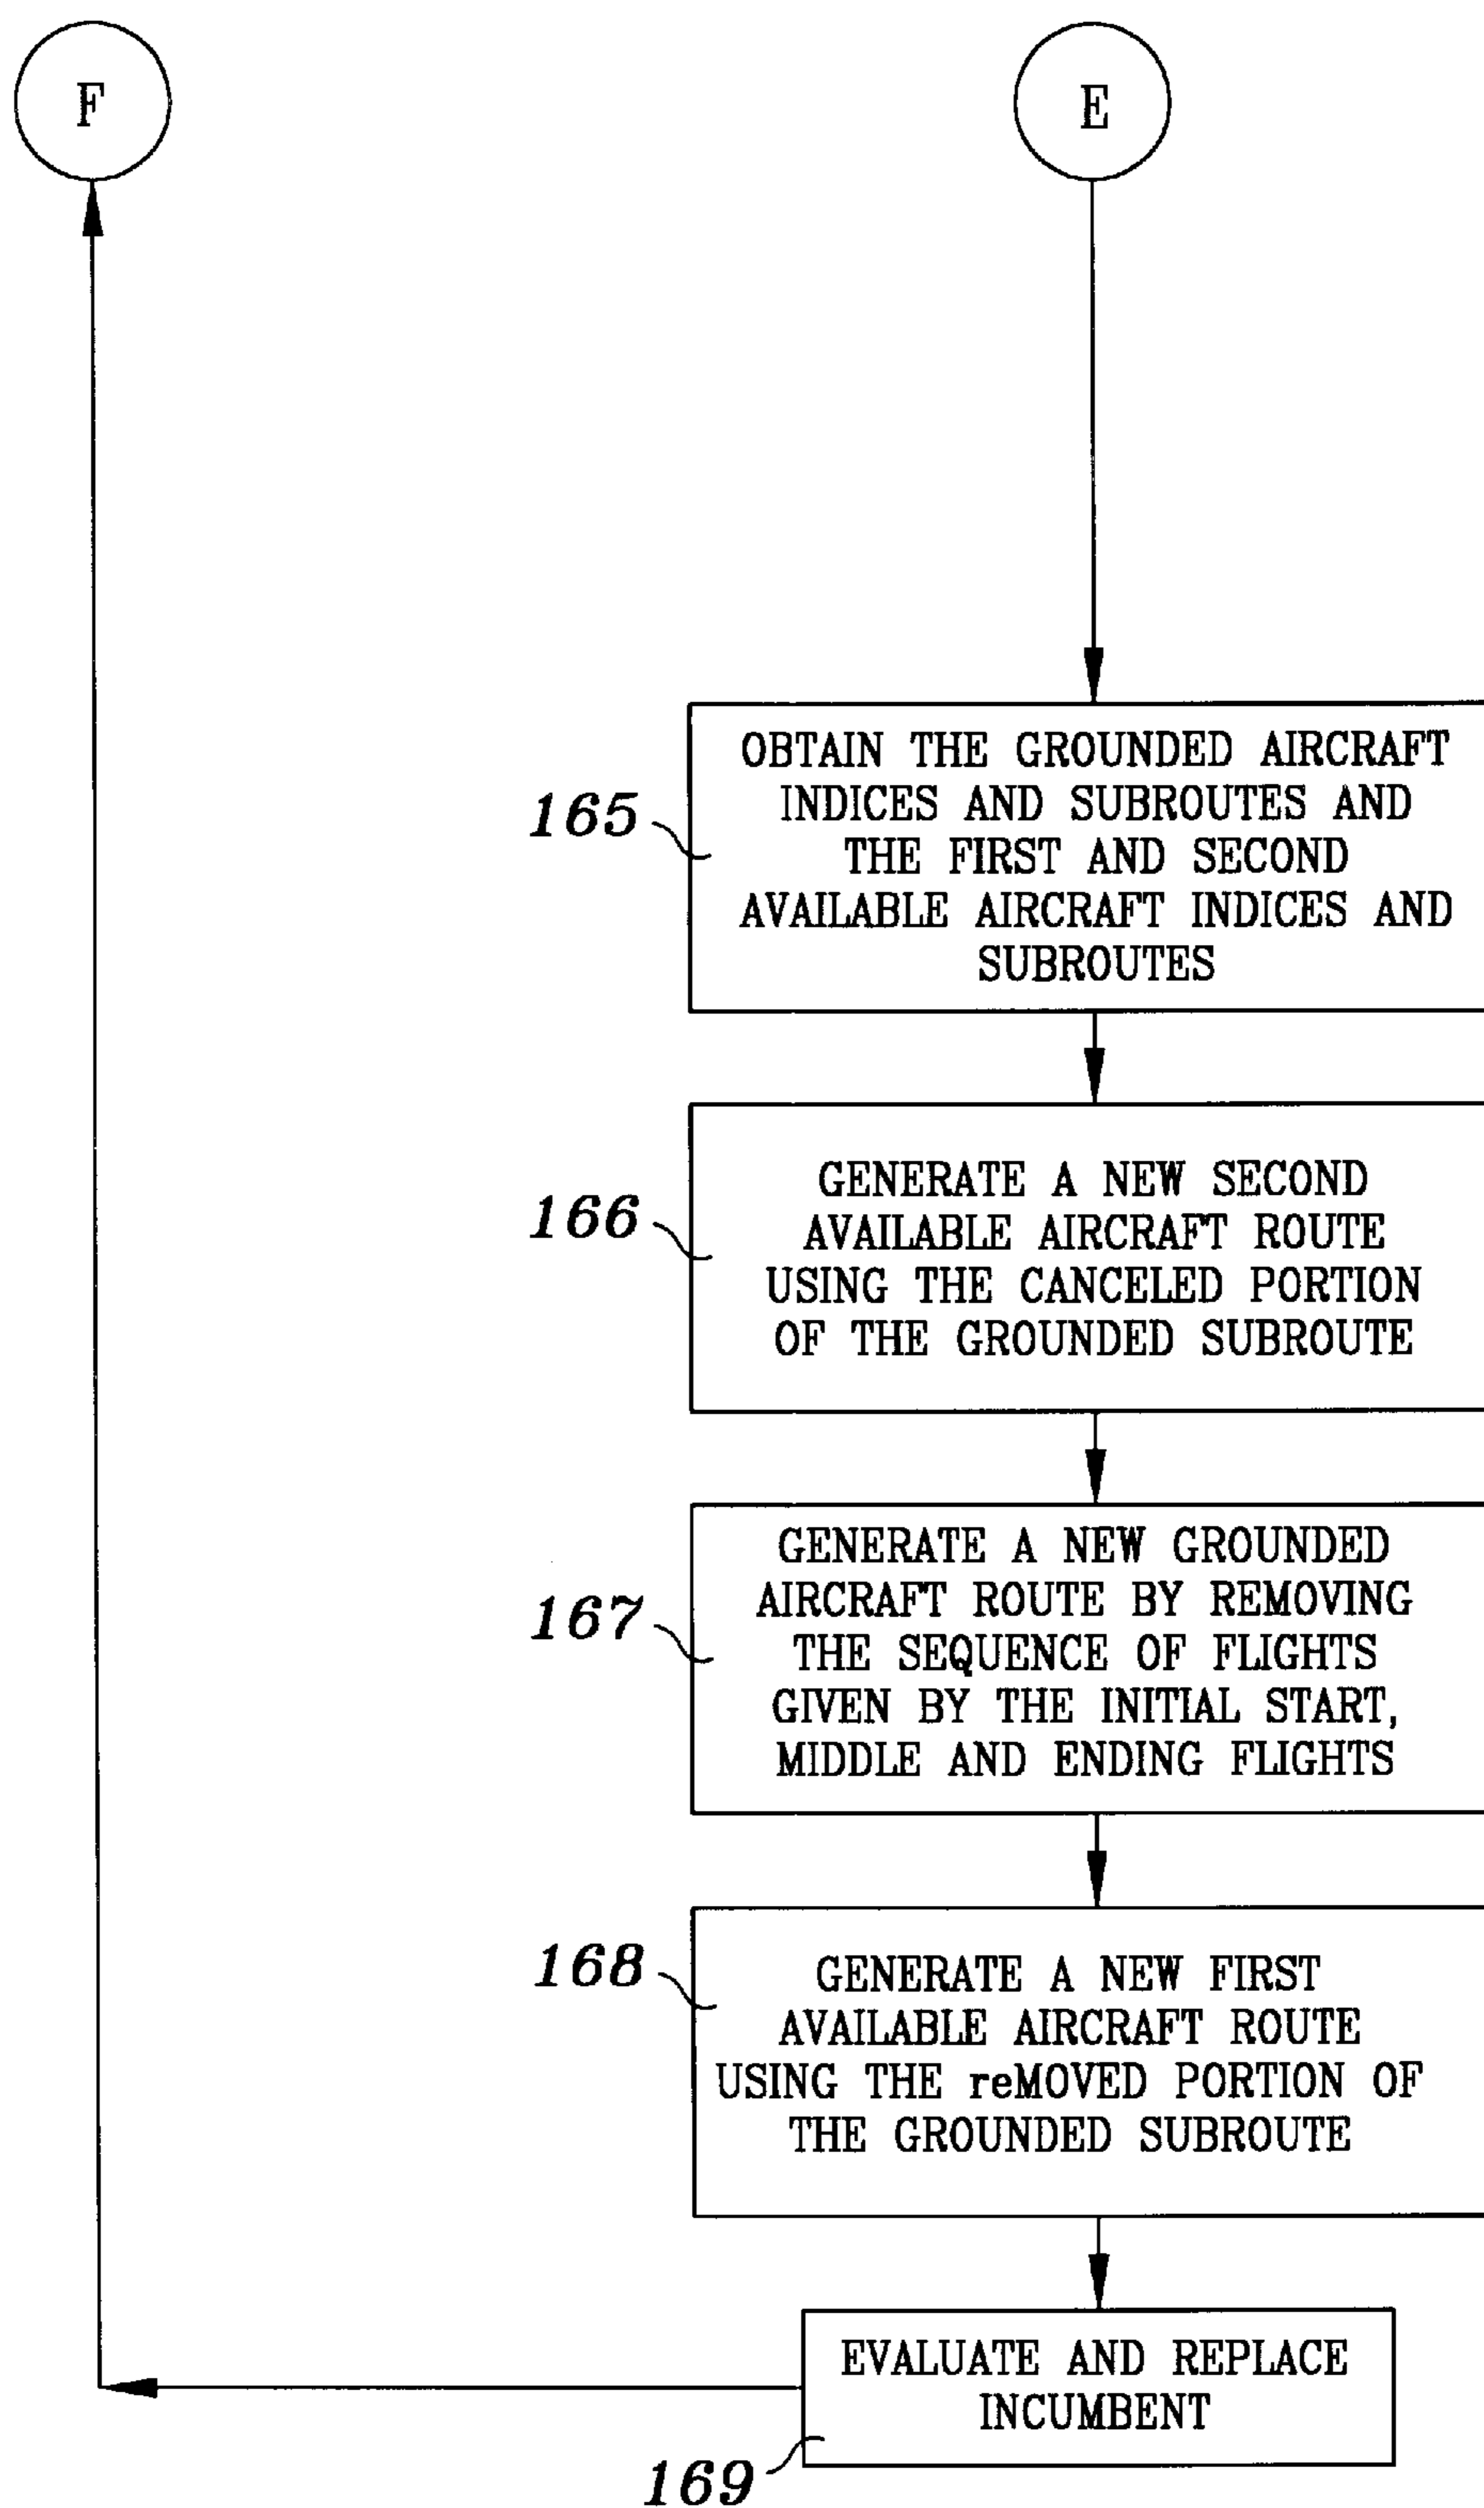 F
E
165
OBTAIN THE GROUNDED AIRCRAFT
INDICES AND SUBROUTES AND
THE FIRST AND SECOND
AVAILABLE AIRCRAFT INDICES AND
SUBROUTES
166
GENERATE A NEW SECOND
AVAILABLE AIRCRAFT ROUTE
USING THE CANCELED PORTION
OF THE GROUNDED SUBROUTE
167
GENERATE A NEW GROUNDED
AIRCRAFT ROUTE BY REMOVING
THE SEQUENCE OF FLIGHTS
GIVEN BY THE INITIAL START,
MIDDLE AND ENDING FLIGHTS
168
GENERATE A NEW FIRST
AVAILABLE AIRCRAFT ROUTE
USING THE reMOVED PORTION OF
THE GROUNDED SUBROUTE
EVALUATE AND REPLACE
INCUMBENT
169